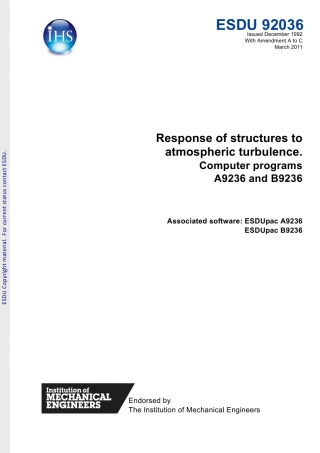 IHS
ESDU 92036
Issued December 1992
With Amendment A to C
March 2011
Response of structures to
atmospheric turbulence.
Computer programs
A9236 and B9236
Associated software: ESDUpac A9236
ESDUpac B9236
ESDU Copyright material. For current status contact ESDU.
Institution of
MECHANICAL
ENGINEERS
Endorsed by
The Institution of Mechanical Engineers